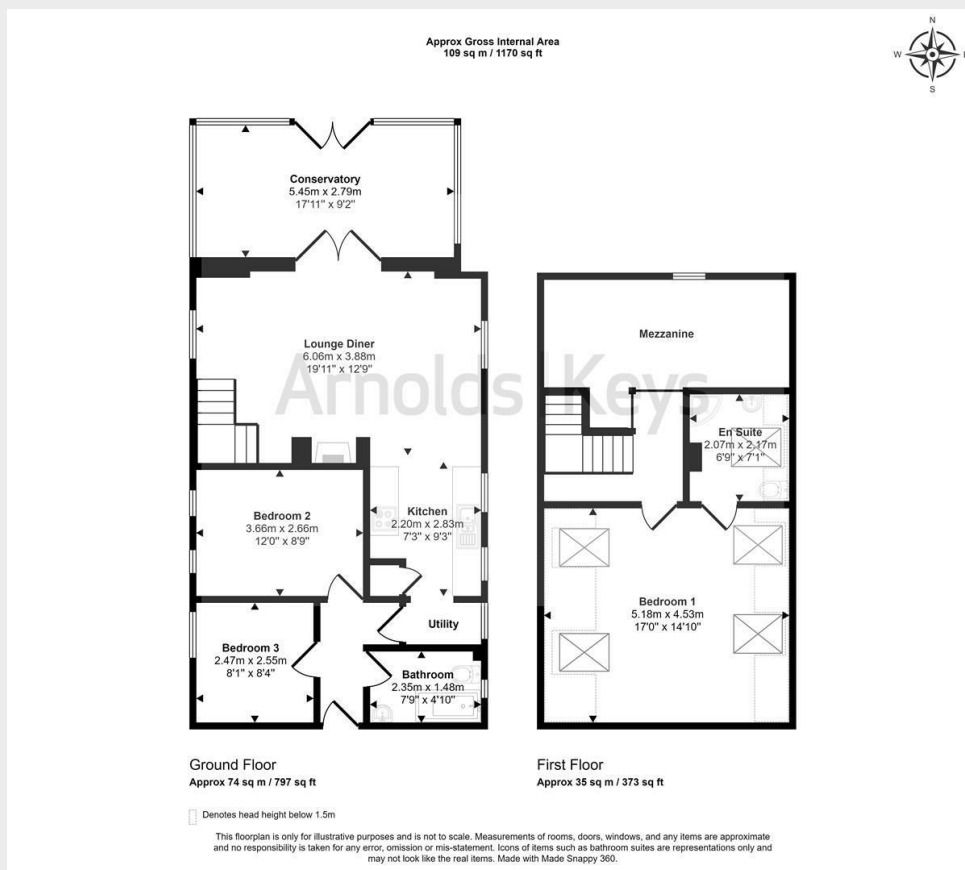 Approx Gross Internal Area
109 sq m / 1170 sq ft
N
W
S
Conservatory
5.45m x 2.79m
17'11" x 9'2"
Lounge Diner
6.06m x 3.88m
19'11" x 12'9"
Mezzanine
Arnolds | Keys
En Suite
2.07m x 2.17m
6'9" x 7'1"
Bedroom 2
3.66m x 2.66m
12'0" x 8'9"
Kitchen
2.20m x 2.83m
7'3" x 9'3"
Bedroom 1
5.18m x 4.53m
17'0" x 14'10"
Utility
Bedroom 3
2.47m x 2.55m
8'1" x 8'4"
Bathroom
2.35m x 1.48m
7'9" x 4'10"
Ground Floor
Approx 74 sq m / 797 sq ft
First Floor
Approx 35 sq m / 373 sq ft
Denotes head height below 1.5m
This floorplan is only for illustrative purposes and is not to scale. Measurements of rooms, doors, windows, and any items are approximate
and no responsibility is taken for any error, omission or mis-statement. Icons of items such as bathroom suites are representations only and
may not look like the real items. Made with Made Snappy 360.